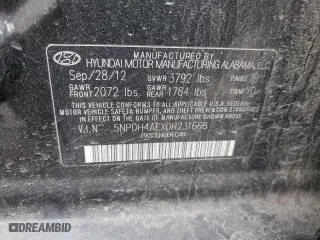 MANUFACTURED BY
HYUNDAI MOTOR MANUFACTURING ALABAMA, LLC
Sep/28/12 GVWR 3792 lbs PAINT
GAWR FRONT 2072 lbs GAWR REAR 1764 lbs TRIM
THIS VEHICLE CONFORMS TO ALL APPLICABLE U.S.A. FEDERAL
MOTOR VEHICLE SAFETY, BUMPER, AND THEFT PREVENTION STANDARDS
IN EFFECT ON THE DATE OF MANUFACTURE SHOWN ABOVE.
V.I.N : 5NPDH4AEXDH231668
PASSENGER CAR